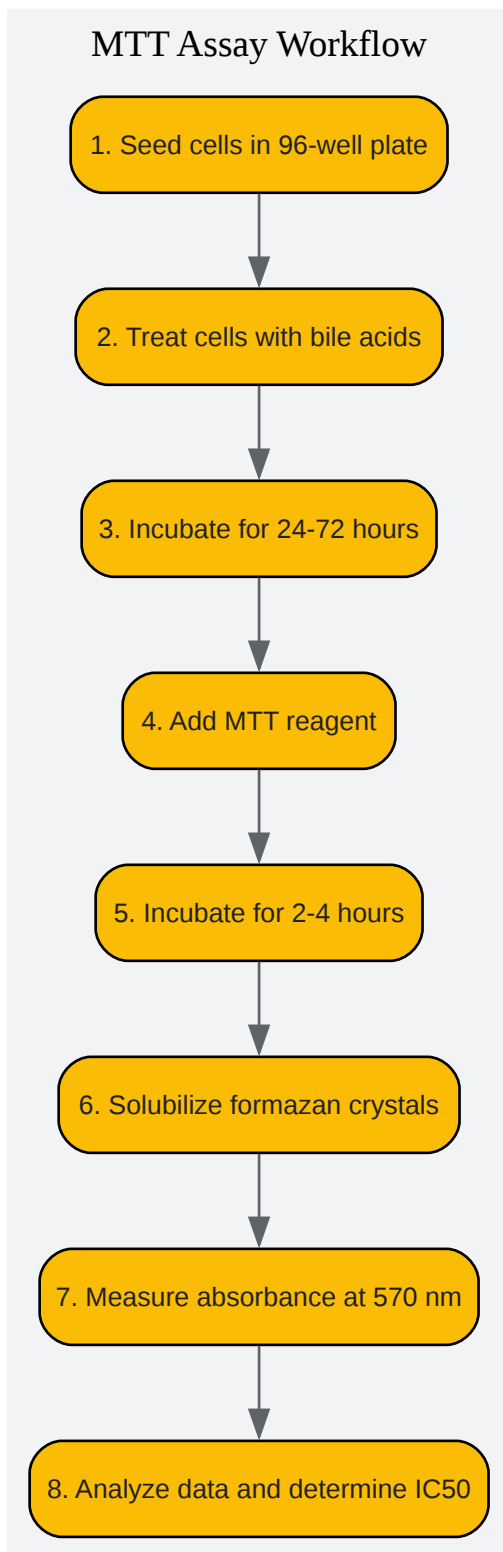 MTT Assay Workflow
1. Seed cells in 96-well plate
2. Treat cells with bile acids
3. Incubate for 24-72 hours
4. Add MTT reagent
5. Incubate for 2-4 hours
6. Solubilize formazan crystals
7. Measure absorbance at 570 nm
8. Analyze data and determine IC50